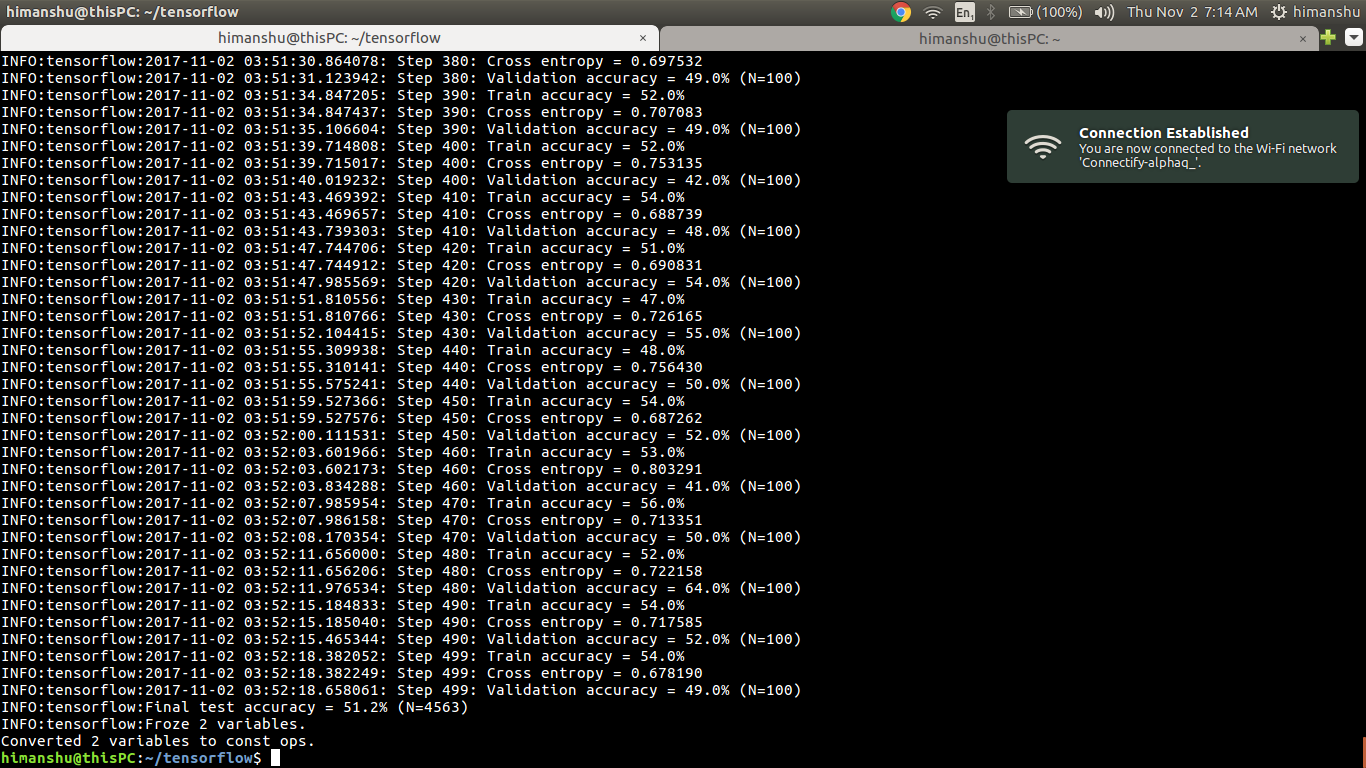 himanshu@thisPC: ~/tensorflow
En1
(100%)
Thu Nov 2 7:14 AM
himanshu
himanshu@thisPC: ~/tensorflow ×
himanshu@thisPC: ~ ×
INFO:tensorflow:2017-11-02 03:51:30.864078: Step 380: Cross entropy = 0.697532
INFO:tensorflow:2017-11-02 03:51:31.123942: Step 380: Validation accuracy = 49.0% (N=100)
INFO:tensorflow:2017-11-02 03:51:34.847205: Step 390: Train accuracy = 52.0%
INFO:tensorflow:2017-11-02 03:51:34.847437: Step 390: Cross entropy = 0.707083
INFO:tensorflow:2017-11-02 03:51:35.106604: Step 390: Validation accuracy = 49.0% (N=100)
INFO:tensorflow:2017-11-02 03:51:39.714808: Step 400: Train accuracy = 52.0%
INFO:tensorflow:2017-11-02 03:51:39.715017: Step 400: Cross entropy = 0.753135
INFO:tensorflow:2017-11-02 03:51:40.019232: Step 400: Validation accuracy = 42.0% (N=100)
INFO:tensorflow:2017-11-02 03:51:43.469392: Step 410: Train accuracy = 54.0%
INFO:tensorflow:2017-11-02 03:51:43.469657: Step 410: Cross entropy = 0.688739
INFO:tensorflow:2017-11-02 03:51:43.739303: Step 410: Validation accuracy = 48.0% (N=100)
INFO:tensorflow:2017-11-02 03:51:47.744706: Step 420: Train accuracy = 51.0%
INFO:tensorflow:2017-11-02 03:51:47.744912: Step 420: Cross entropy = 0.690831
INFO:tensorflow:2017-11-02 03:51:47.985569: Step 420: Validation accuracy = 54.0% (N=100)
INFO:tensorflow:2017-11-02 03:51:51.810556: Step 430: Train accuracy = 47.0%
INFO:tensorflow:2017-11-02 03:51:51.810766: Step 430: Cross entropy = 0.726165
INFO:tensorflow:2017-11-02 03:51:52.104415: Step 430: Validation accuracy = 55.0% (N=100)
INFO:tensorflow:2017-11-02 03:51:55.309938: Step 440: Train accuracy = 48.0%
INFO:tensorflow:2017-11-02 03:51:55.310141: Step 440: Cross entropy = 0.756430
INFO:tensorflow:2017-11-02 03:51:55.575241: Step 440: Validation accuracy = 50.0% (N=100)
INFO:tensorflow:2017-11-02 03:51:59.527366: Step 450: Train accuracy = 54.0%
INFO:tensorflow:2017-11-02 03:51:59.527576: Step 450: Cross entropy = 0.687262
INFO:tensorflow:2017-11-02 03:52:00.111531: Step 450: Validation accuracy = 52.0% (N=100)
INFO:tensorflow:2017-11-02 03:52:03.601966: Step 460: Train accuracy = 53.0%
INFO:tensorflow:2017-11-02 03:52:03.602173: Step 460: Cross entropy = 0.803291
INFO:tensorflow:2017-11-02 03:52:03.834288: Step 460: Validation accuracy = 41.0% (N=100)
INFO:tensorflow:2017-11-02 03:52:07.985954: Step 470: Train accuracy = 56.0%
INFO:tensorflow:2017-11-02 03:52:07.986158: Step 470: Cross entropy = 0.713351
INFO:tensorflow:2017-11-02 03:52:08.170354: Step 470: Validation accuracy = 50.0% (N=100)
INFO:tensorflow:2017-11-02 03:52:11.656000: Step 480: Train accuracy = 52.0%
INFO:tensorflow:2017-11-02 03:52:11.656206: Step 480: Cross entropy = 0.722158
INFO:tensorflow:2017-11-02 03:52:11.976534: Step 480: Validation accuracy = 64.0% (N=100)
INFO:tensorflow:2017-11-02 03:52:15.184833: Step 490: Train accuracy = 54.0%
INFO:tensorflow:2017-11-02 03:52:15.185040: Step 490: Cross entropy = 0.717585
INFO:tensorflow:2017-11-02 03:52:15.465344: Step 490: Validation accuracy = 52.0% (N=100)
INFO:tensorflow:2017-11-02 03:52:18.382052: Step 499: Train accuracy = 54.0%
INFO:tensorflow:2017-11-02 03:52:18.382249: Step 499: Cross entropy = 0.678190
INFO:tensorflow:2017-11-02 03:52:18.658061: Step 499: Validation accuracy = 49.0% (N=100)
INFO:tensorflow:Final test accuracy = 51.2% (N=4563)
INFO:tensorflow:Froze 2 variables.
Converted 2 variables to const ops.
himanshu@thisPC:~/tensorflow$
Connection Established
You are now connected to the Wi-Fi network
'Connectify-alphaq_'.